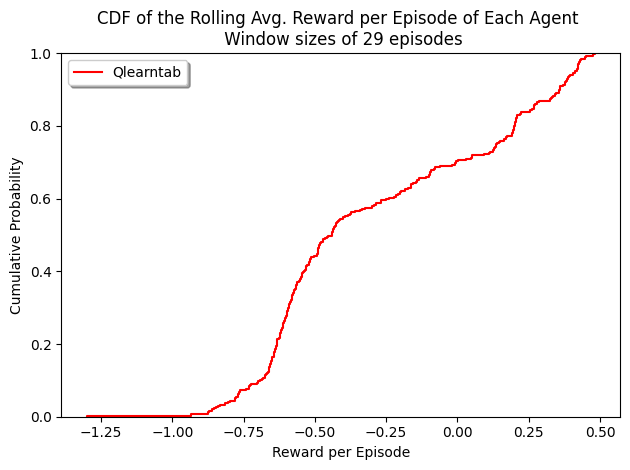 CDF of the Rolling Avg. Reward per Episode of Each Agent
Window sizes of 29 episodes
Qlearntab
Cumulative Probability
1.0
0.8
0.6
0.4
0.2
0.0
−1.25 −1.00 −0.75 −0.50 −0.25 0.00 0.25 0.50
Reward per Episode